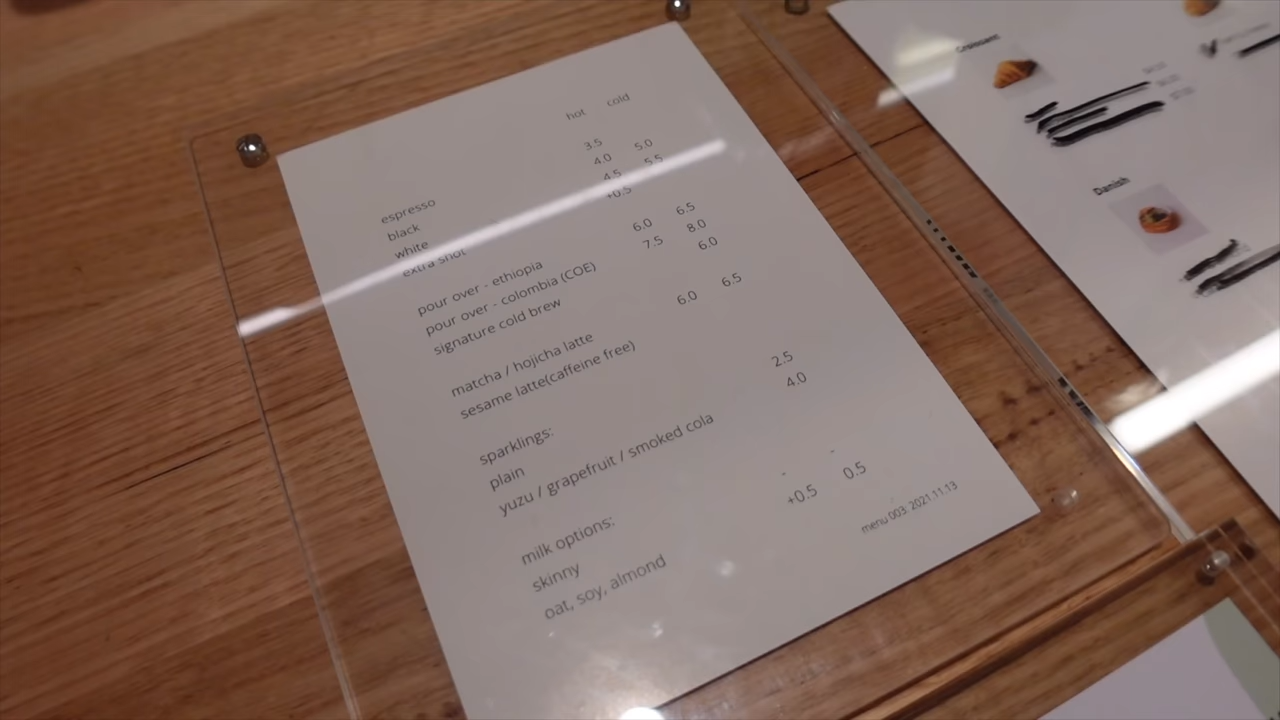 hot cold
espresso 3.5
black 4.0 5.0
white 4.5 5.5
extra shot +0.5
pour over - ethiopia 6.0 6.5
pour over - colombia (COE) 7.5 8.0
signature cold brew 6.0
matcha / hojicha latte 6.0 6.5
sesame latte(caffeine free)
sparklings:
plain 2.5
yuzu / grapefruit / smoked cola 4.0
milk options:
skinny - -
oat, soy, almond +0.5 0.5
menu 003: 2021.11.13
Croissant
Danish